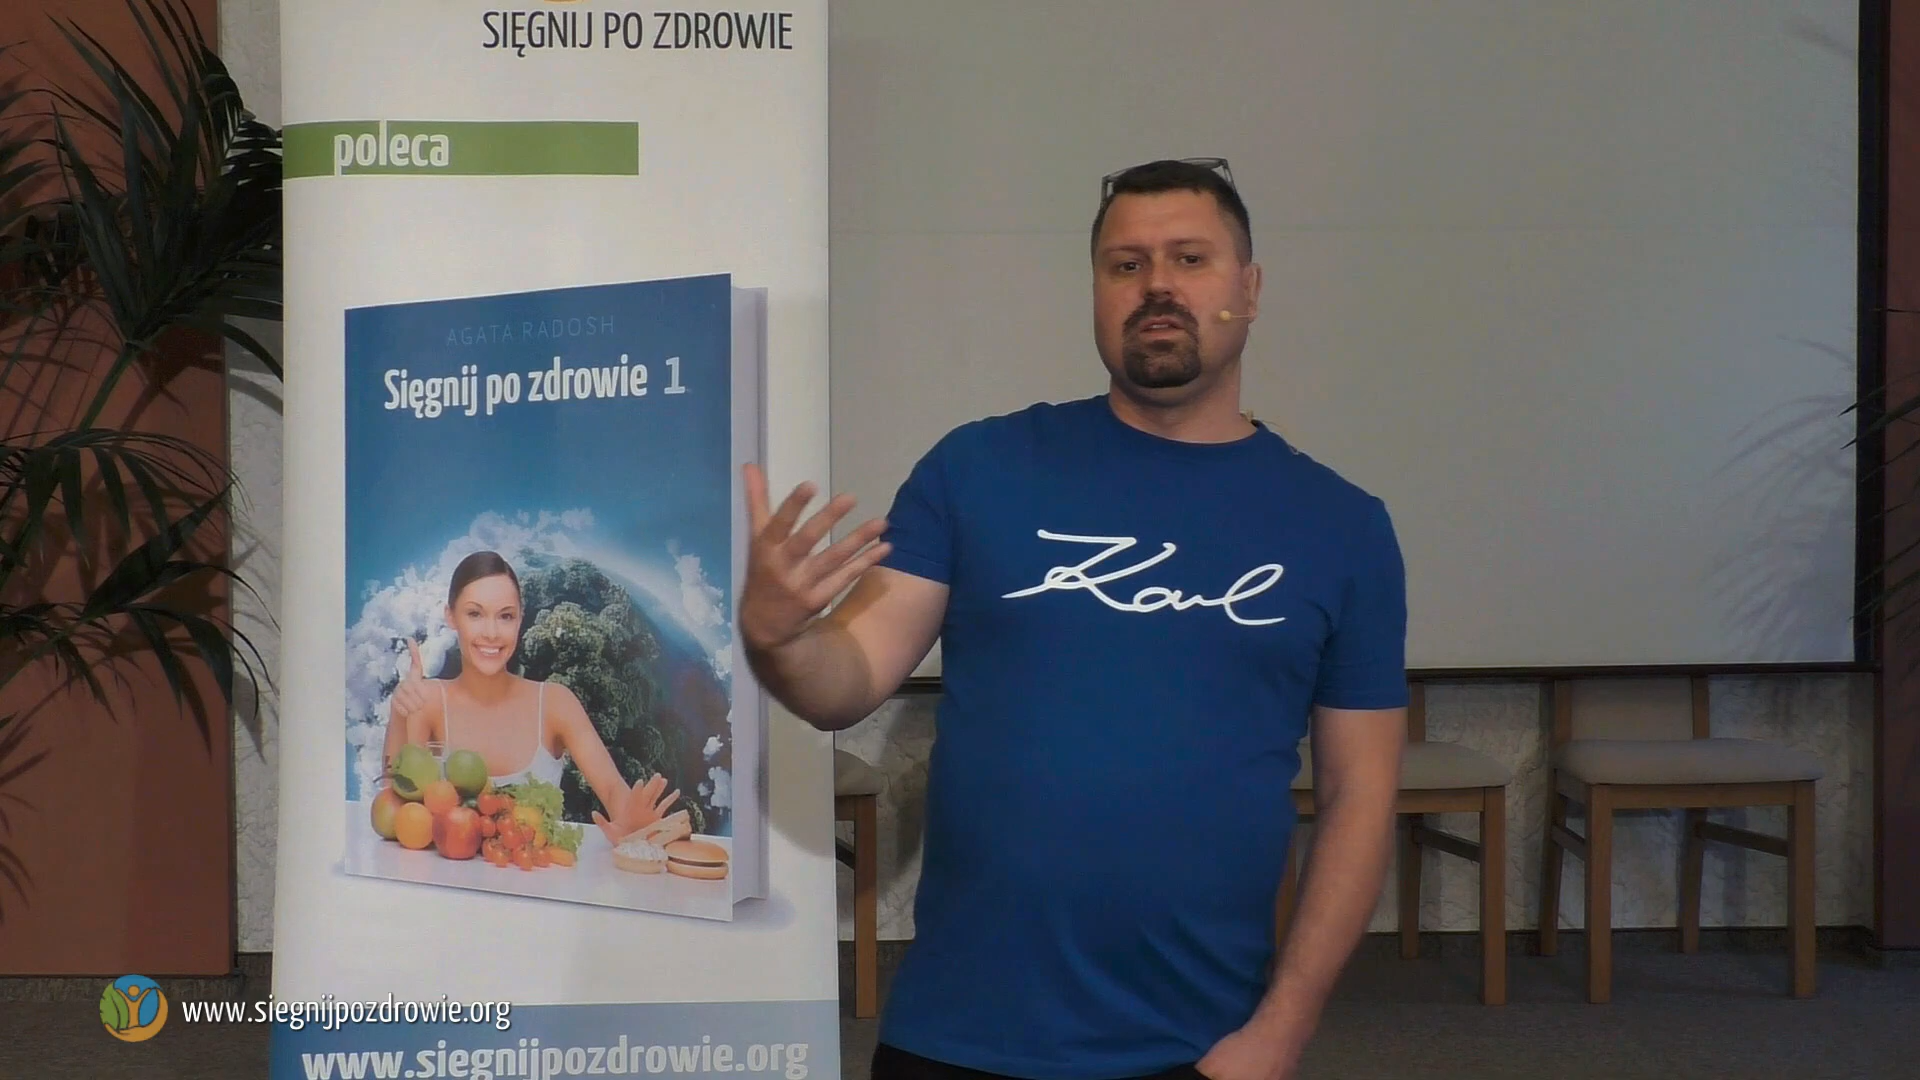 SIĘGNIJ PO ZDROWIE
poleca
AGATA RADOSH
Sięgnij po zdrowie 1
Karl
www.siegnijpozdrowie.org
www.siegnijpozdrowie.org